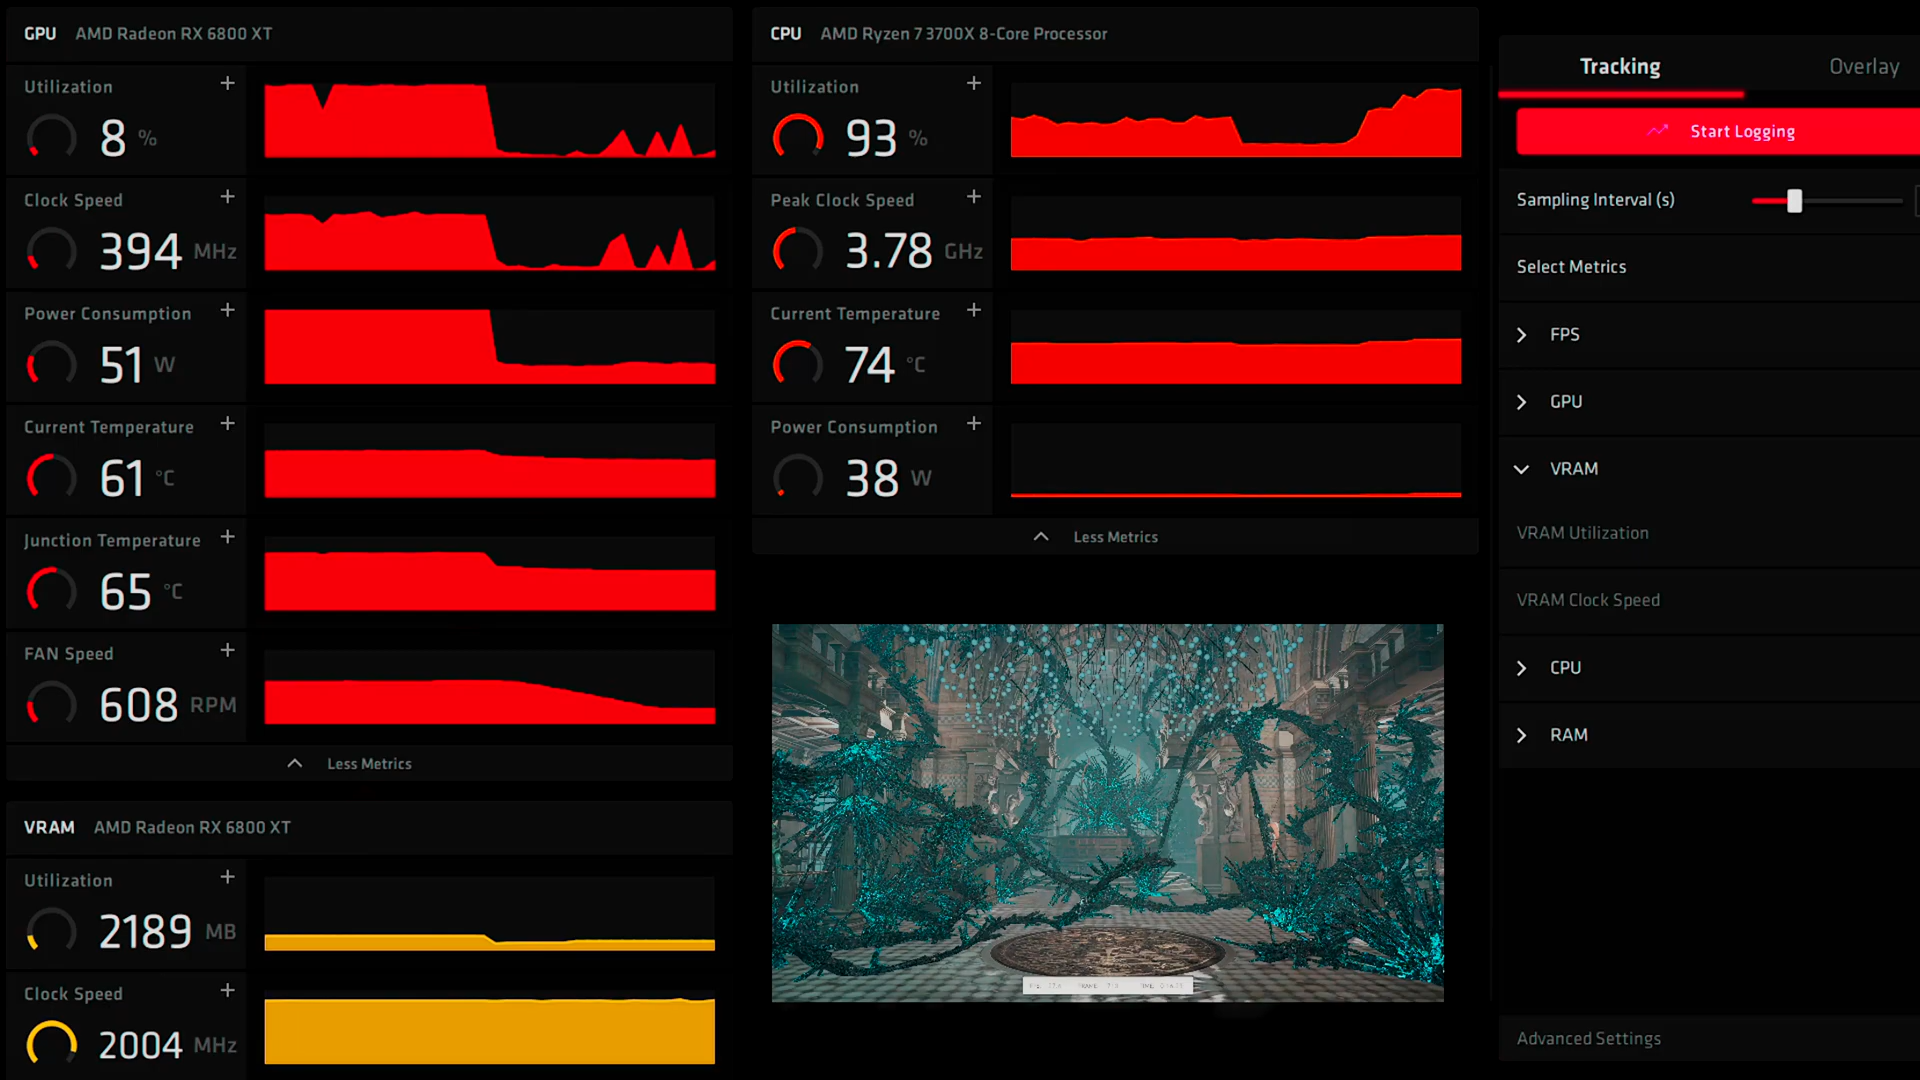 GPU AMD Radeon RX 6800 XT
Utilization +
8 %
Clock Speed +
394 MHz
Power Consumption +
51 W
Current Temperature +
61 °C
Junction Temperature +
65 °C
FAN Speed +
608 RPM
Less Metrics
VRAM AMD Radeon RX 6800 XT
Utilization +
2189 MB
Clock Speed +
2004 MHz
CPU AMD Ryzen 7 3700X 8-Core Processor
Utilization +
93 %
Peak Clock Speed +
3.78 GHz
Current Temperature +
74 °C
Power Consumption +
38 W
Less Metrics
Tracking Overlay
Start Logging
Sampling Interval (s)
Select Metrics
FPS
GPU
VRAM
VRAM Utilization
VRAM Clock Speed
CPU
RAM
Advanced Settings